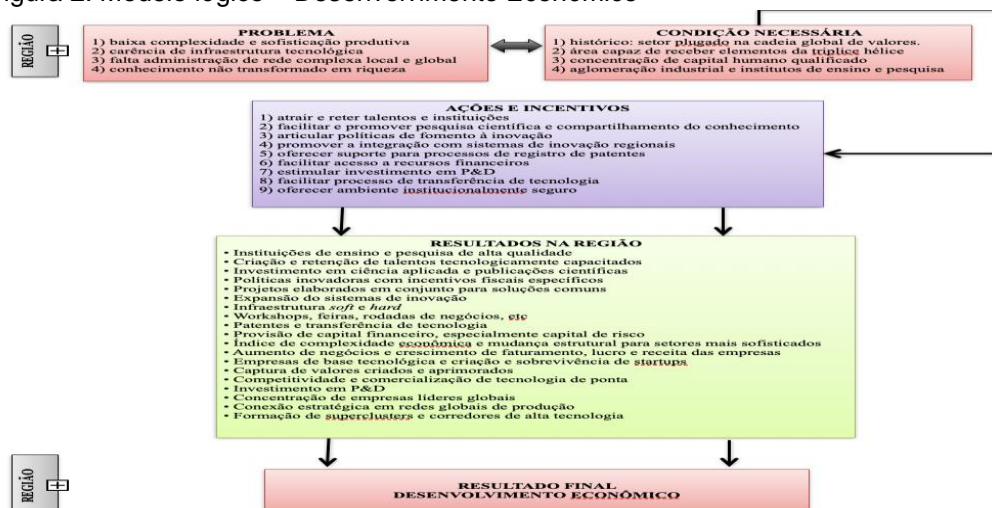 Figura 2. Modelo lógico – Desenvolvimento Econômico
REGIÃO
PROBLEMA
1) baixa complexidade e sofisticação produtiva
2) carência de infraestrutura tecnológica
3) falta administração de rede complexa local e global
4) conhecimento não transformado em riqueza
CONDIÇÃO NECESSÁRIA
1) histórico: setor plugado na cadeia global de valores.
2) área capaz de receber elementos da tríplice hélice
3) concentração de capital humano qualificado
4) aglomeração industrial e institutos de ensino e pesquisa
AÇÕES E INCENTIVOS
1) atrair e reter talentos e instituições
2) facilitar e promover pesquisa científica e compartilhamento do conhecimento
3) articular políticas de fomento à inovação
4) promover a integração com sistemas de inovação regionais
5) oferecer suporte para processos de registro de patentes
6) facilitar acesso a recursos financeiros
7) estimular investimento em P&D
8) facilitar processo de transferência de tecnologia
9) oferecer ambiente institucionalmente seguro
RESULTADOS NA REGIÃO
• Instituições de ensino e pesquisa de alta qualidade
• Criação e retenção de talentos tecnologicamente capacitados
• Investimento em ciência aplicada e publicações científicas
• Políticas inovadoras com incentivos fiscais específicos
• Projetos elaborados em conjunto para soluções comuns
• Expansão do sistemas de inovação
• Infraestrutura soft e hard
• Workshops, feiras, rodadas de negócios, etc
• Patentes e transferência de tecnologia
• Provisão de capital financeiro, especialmente capital de risco
• Índice de complexidade econômica e mudança estrutural para setores mais sofisticados
• Aumento de negócios e crescimento de faturamento, lucro e receita das empresas
• Empresas de base tecnológica e criação e sobrevivência de startups
• Captura de valores criados e aprimorados
• Competitividade e comercialização de tecnologia de ponta
• Investimento em P&D
• Concentração de empresas líderes globais
• Conexão estratégica em redes globais de produção
• Formação de superclusters e corredores de alta tecnologia
REGIÃO
RESULTADO FINAL
DESENVOLVIMENTO ECONÔMICO